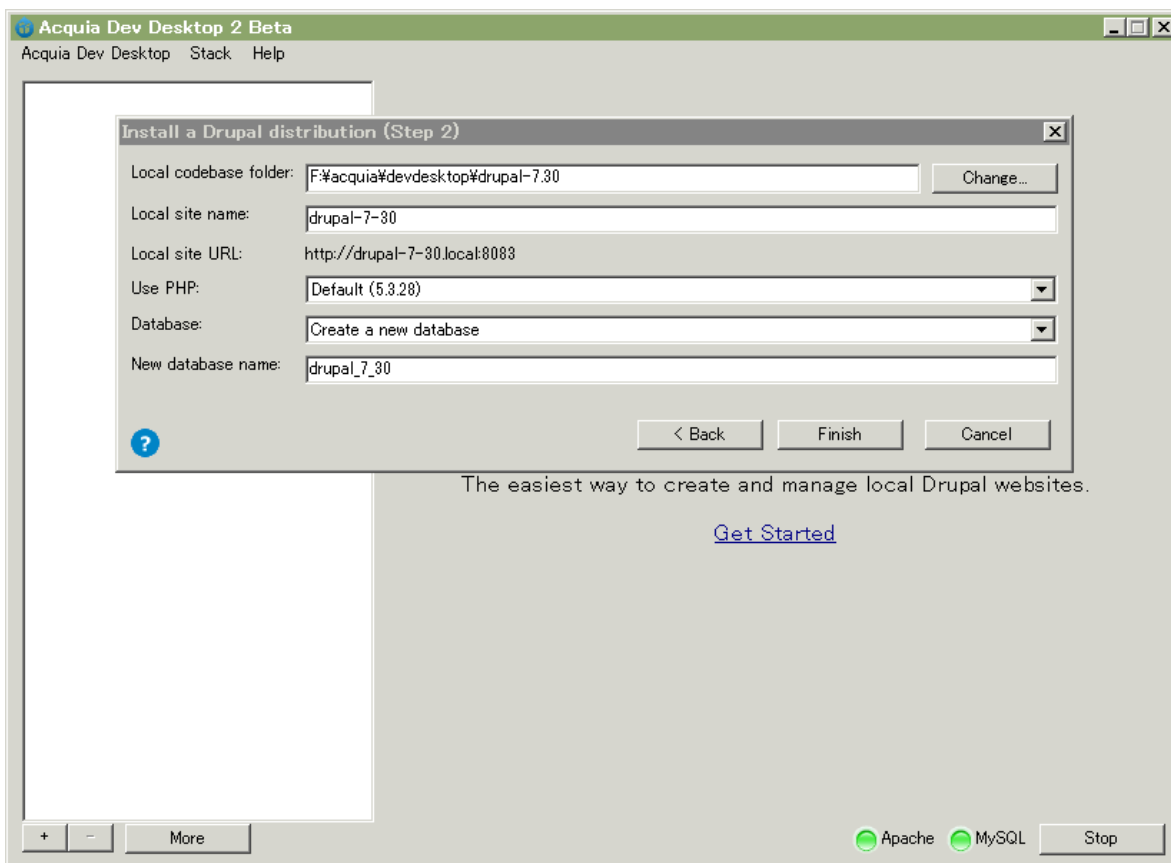 Acquia Dev Desktop 2 Beta
Acquia Dev Desktop Stack Help
Install a Drupal distribution (Step 2)
Local codebase folder: F:¥acquia¥devdesktop¥drupal-7.30 Change...
Local site name: drupal-7-30
Local site URL: http://drupal-7-30.local:8083
Use PHP: Default (5.3.28)
Database: Create a new database
New database name: drupal_7_30
? < Back Finish Cancel
The easiest way to create and manage local Drupal websites.
Get Started
+ - More Apache MySQL Stop